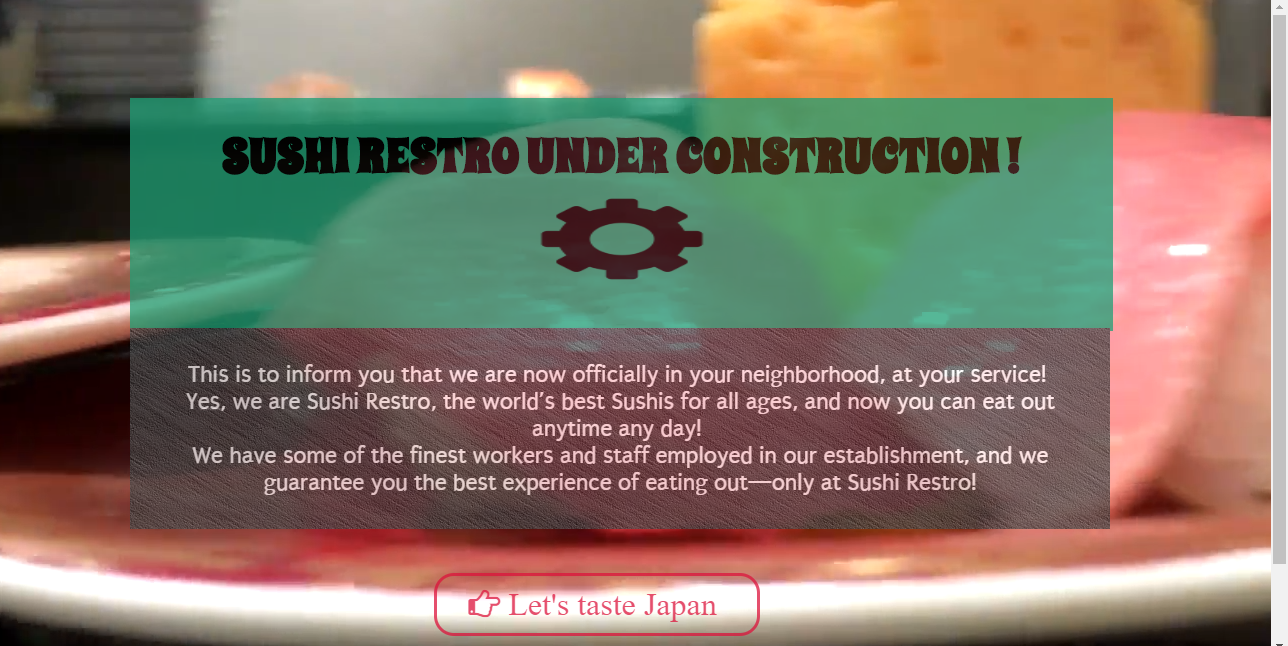 SUSHI RESTRO UNDER CONSTRUCTION !
This is to inform you that we are now officially in your neighborhood, at your service!
Yes, we are Sushi Restro, the world's best Sushis for all ages, and now you can eat out
anytime any day!
We have some of the finest workers and staff employed in our establishment, and we
guarantee you the best experience of eating out—only at Sushi Restro!
Let's taste Japan